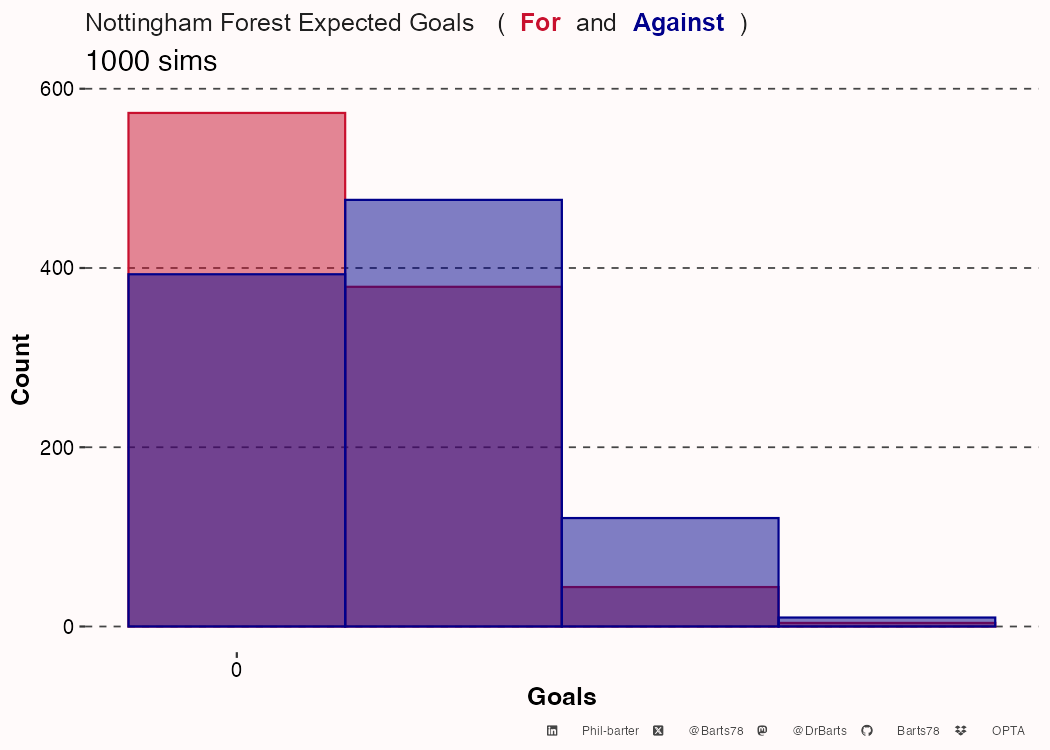 Nottingham Forest Expected Goals ( For and Against )
1000 sims
600
400
200
0
Count
0
Goals
Phil-barter @Barts78 @DrBarts Barts78 OPTA